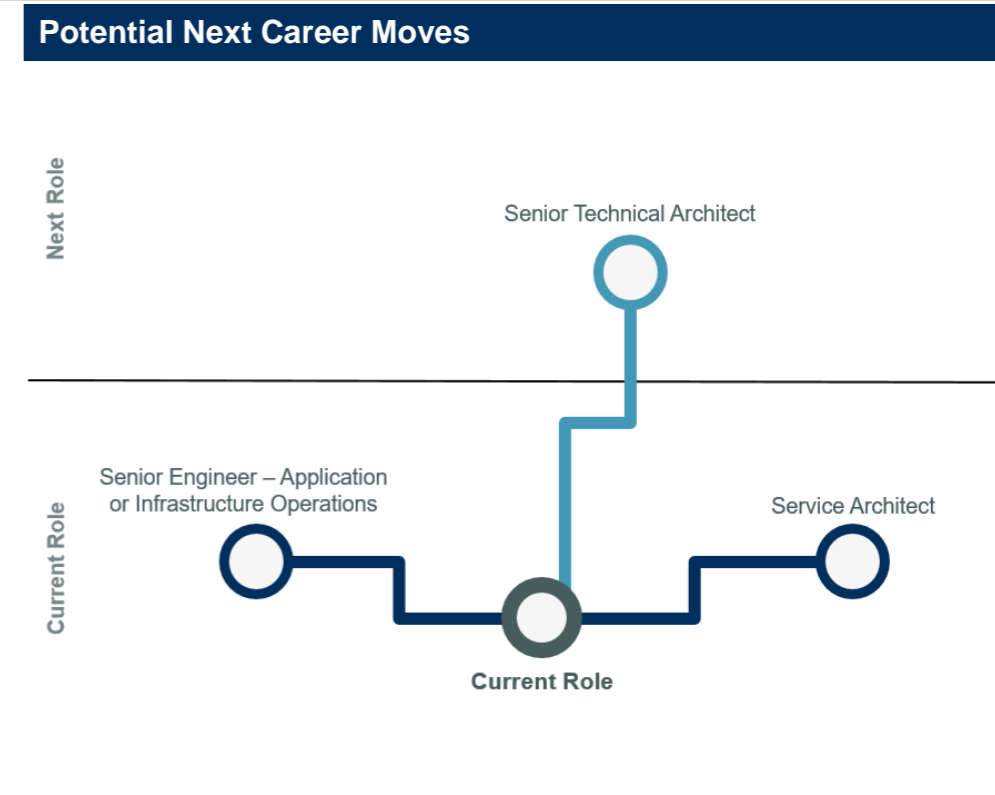 Potential Next Career Moves
Next Role
Senior Technical Architect
Senior Engineer – Application
or Infrastructure Operations
Service Architect
Current Role
Current Role